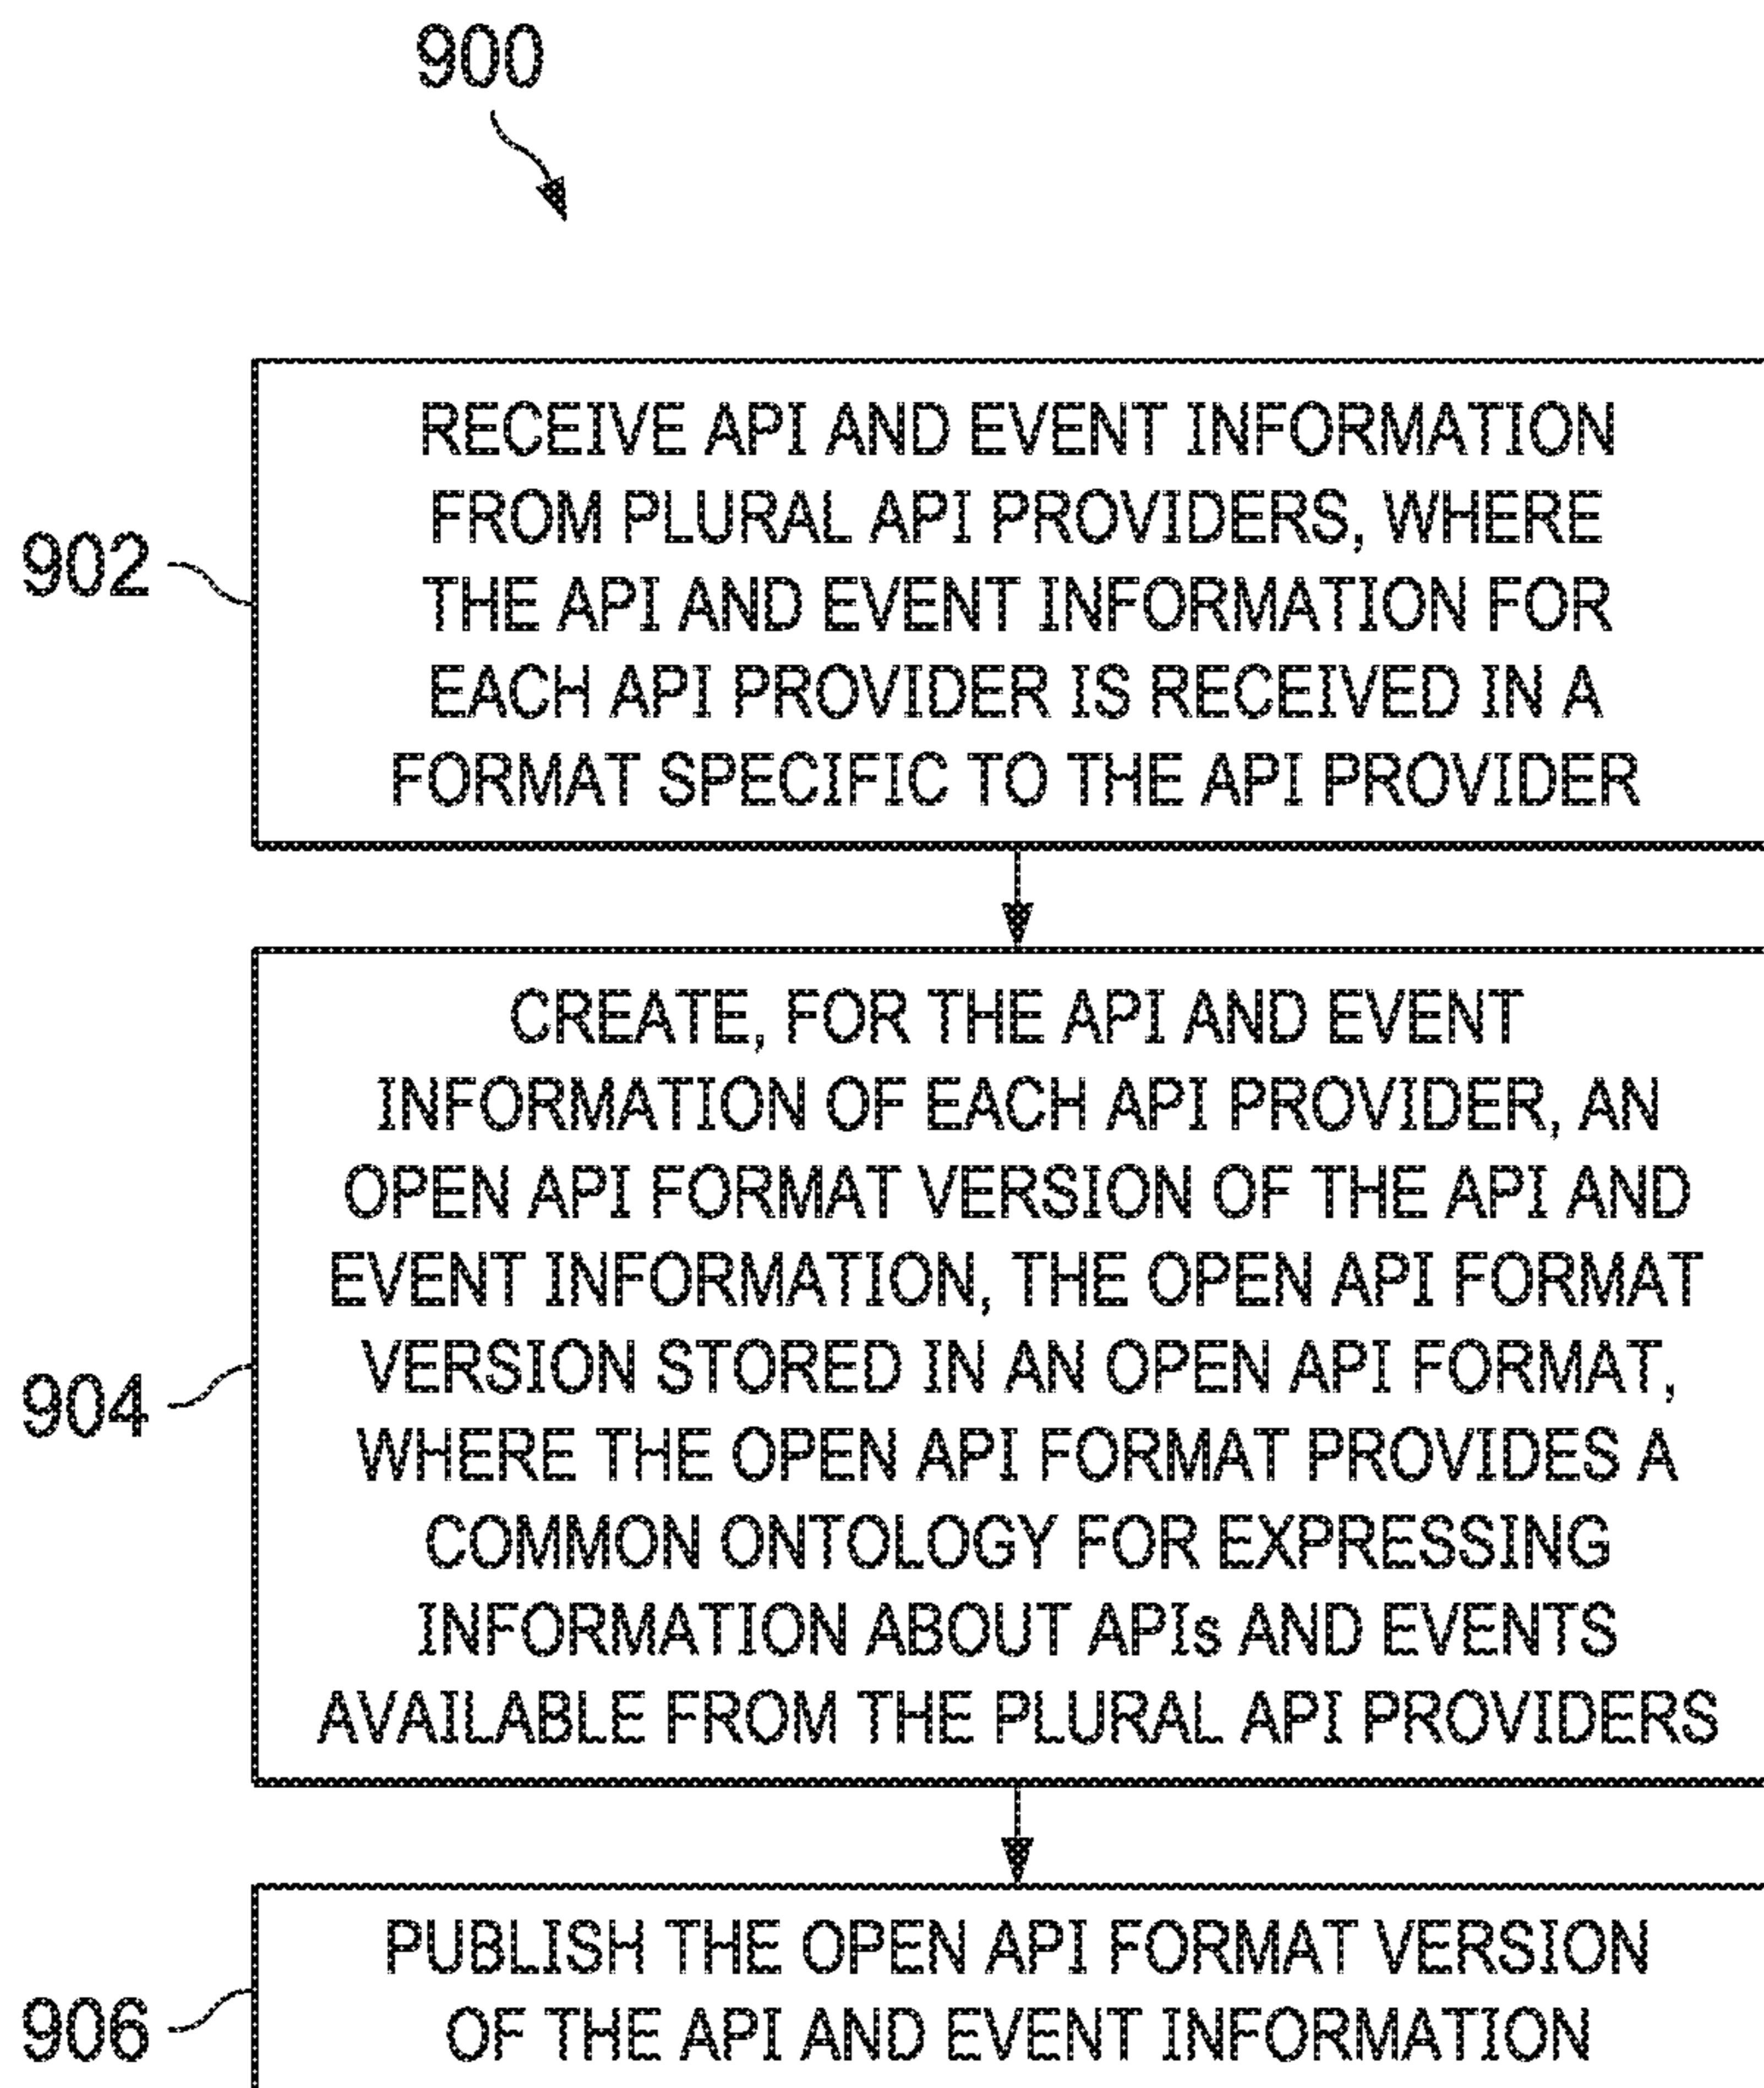 900
902
RECEIVE API AND EVENT INFORMATION
FROM PLURAL API PROVIDERS, WHERE
THE API AND EVENT INFORMATION FOR
EACH API PROVIDER IS RECEIVED IN A
FORMAT SPECIFIC TO THE API PROVIDER
904
CREATE, FOR THE API AND EVENT
INFORMATION OF EACH API PROVIDER, AN
OPEN API FORMAT VERSION OF THE API AND
EVENT INFORMATION, THE OPEN API FORMAT
VERSION STORED IN AN OPEN API FORMAT,
WHERE THE OPEN API FORMAT PROVIDES A
COMMON ONTOLOGY FOR EXPRESSING
INFORMATION ABOUT APIs AND EVENTS
AVAILABLE FROM THE PLURAL API PROVIDERS
906
PUBLISH THE OPEN API FORMAT VERSION
OF THE API AND EVENT INFORMATION